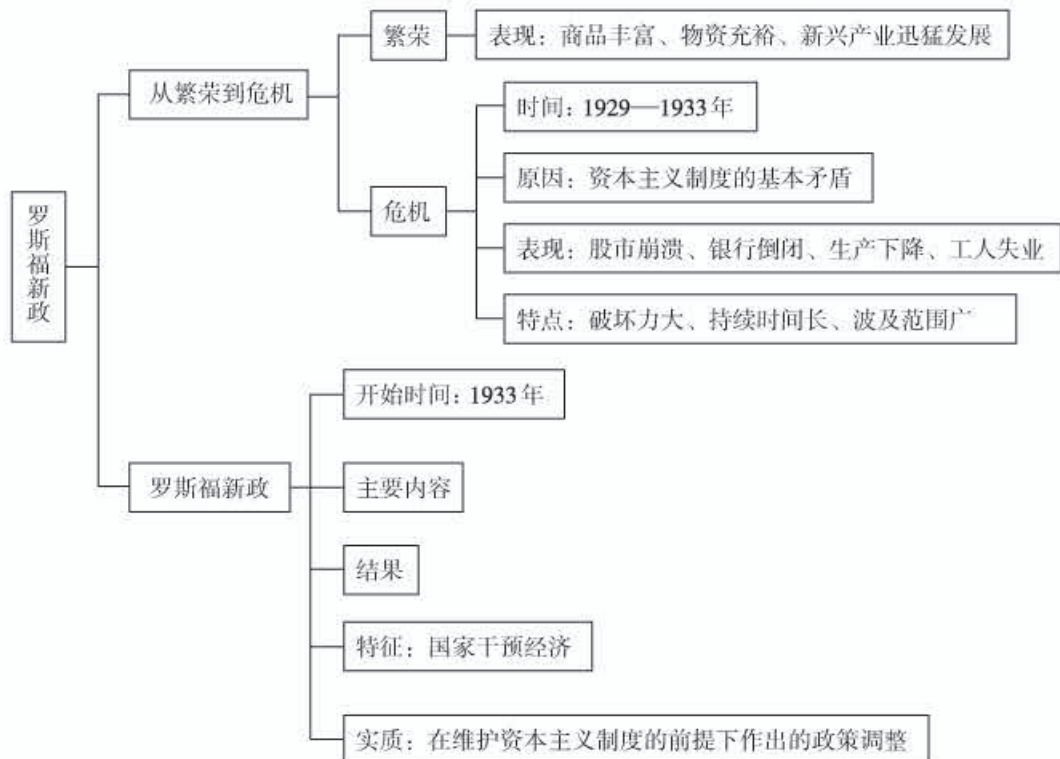 罗斯福新政
从繁荣到危机
繁荣
表现：商品丰富、物资充裕、新兴产业迅猛发展
危机
时间：1929—1933年
原因：资本主义制度的基本矛盾
表现：股市崩溃、银行倒闭、生产下降、工人失业
特点：破坏力大、持续时间长、波及范围广
罗斯福新政
开始时间：1933年
主要内容
结果
特征：国家干预经济
实质：在维护资本主义制度的前提下作出的政策调整